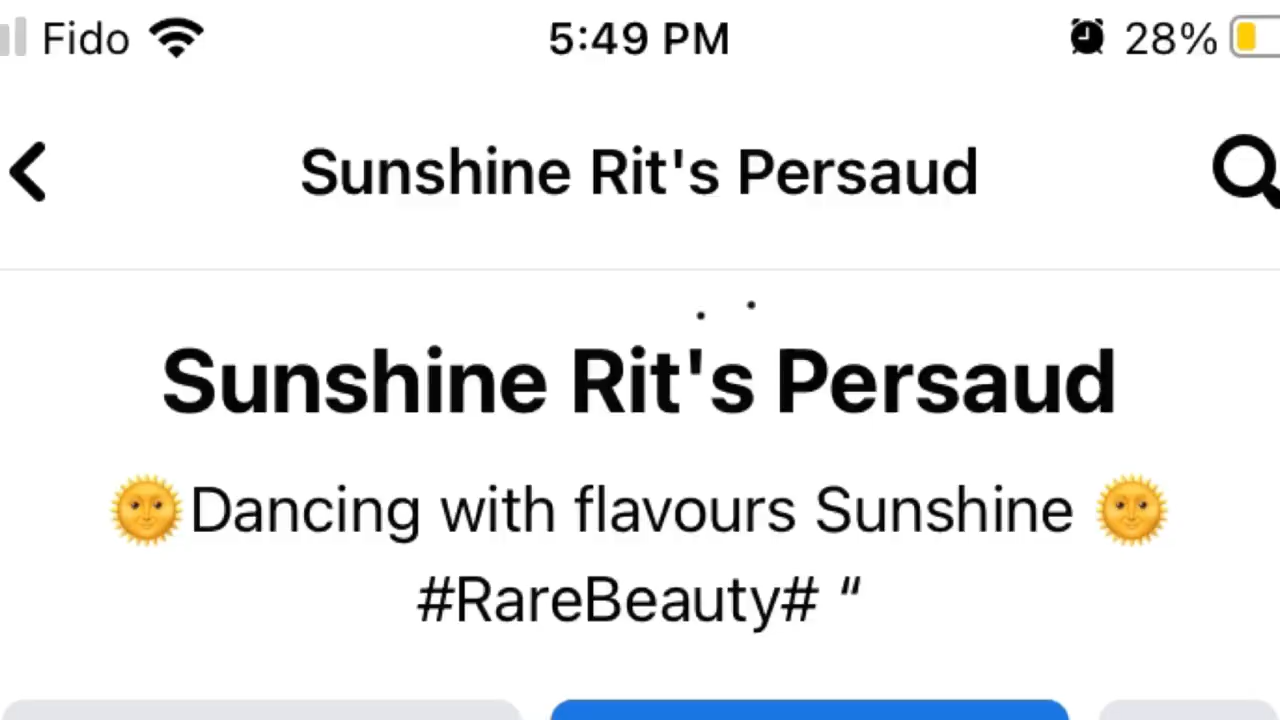 Fido 5:49 PM 28%
Sunshine Rit's Persaud
Sunshine Rit's Persaud
🌞Dancing with flavours Sunshine 🌞
#RareBeauty# “